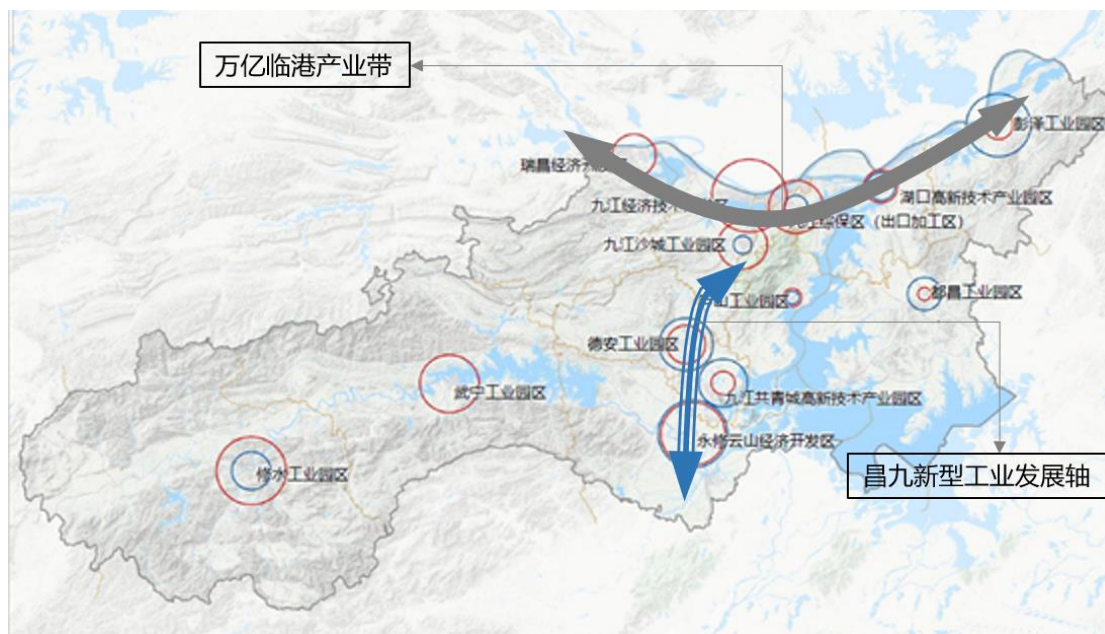 万亿临港产业带
彭泽工业园区
瑞昌经济
湖口高新技术产业园区
九江经济技术
区
综保区(出口加工区)
九江沙城工业园区
都昌工业园区
山工业园区
德安工业园区
武宁工业园区
九江共青城高新技术产业园区
永修云山经济开发区
修水工业园区
昌九新型工业发展轴